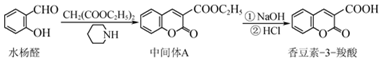 CHO
OH
水杨醛
CH₂(COOC₂H₅)₂
NH
COOC₂H₅
O
O
中间体A
① NaOH
② HCl
COOH
O
O
香豆素-3-羧酸